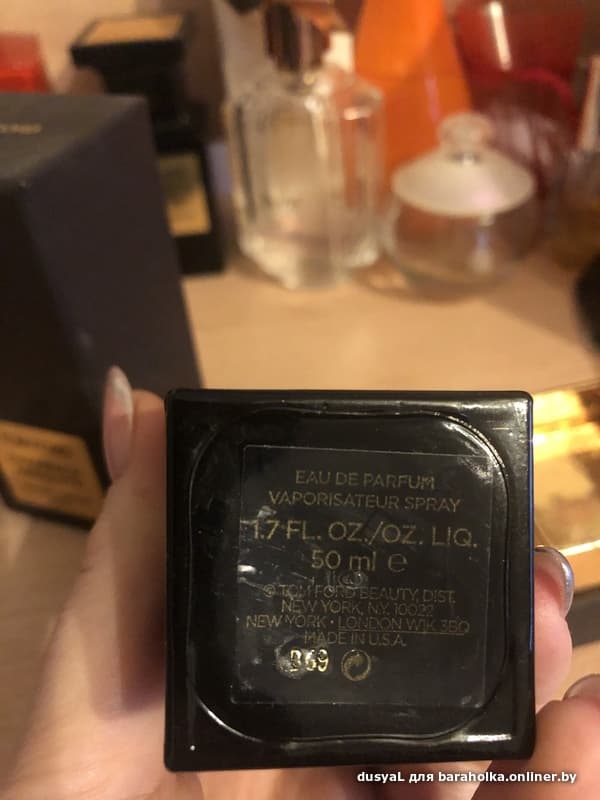 EAU DE PARFUM
VAPORISATEUR SPRAY
1.7 FL. OZ./OZ. LIQ.
50 ml ℮
© TOM FORD BEAUTY, DIST.
NEW YORK, N.Y. 10022
NEW YORK • LONDON W1K 3BQ
MADE IN U.S.A.
B69
dusyaL для baraholka.onliner.by